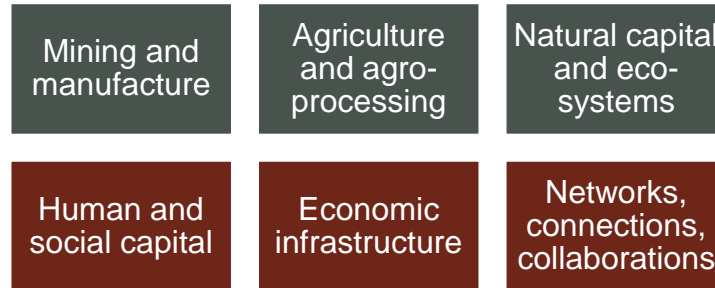 Mining and
manufacture
Agriculture
and agro-
processing
Natural capital
and eco-
systems
Human and
social capital
Economic
infrastructure
Networks,
connections,
collaborations